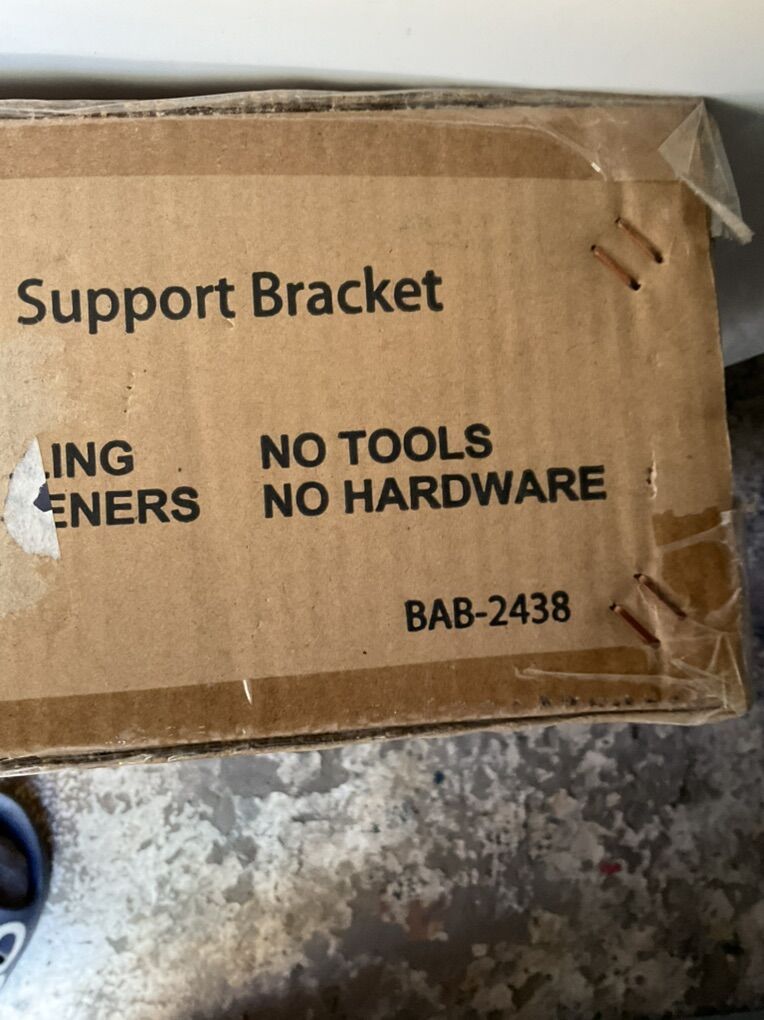 Support Bracket
ING NO TOOLS
ENERS NO HARDWARE
BAB-2438